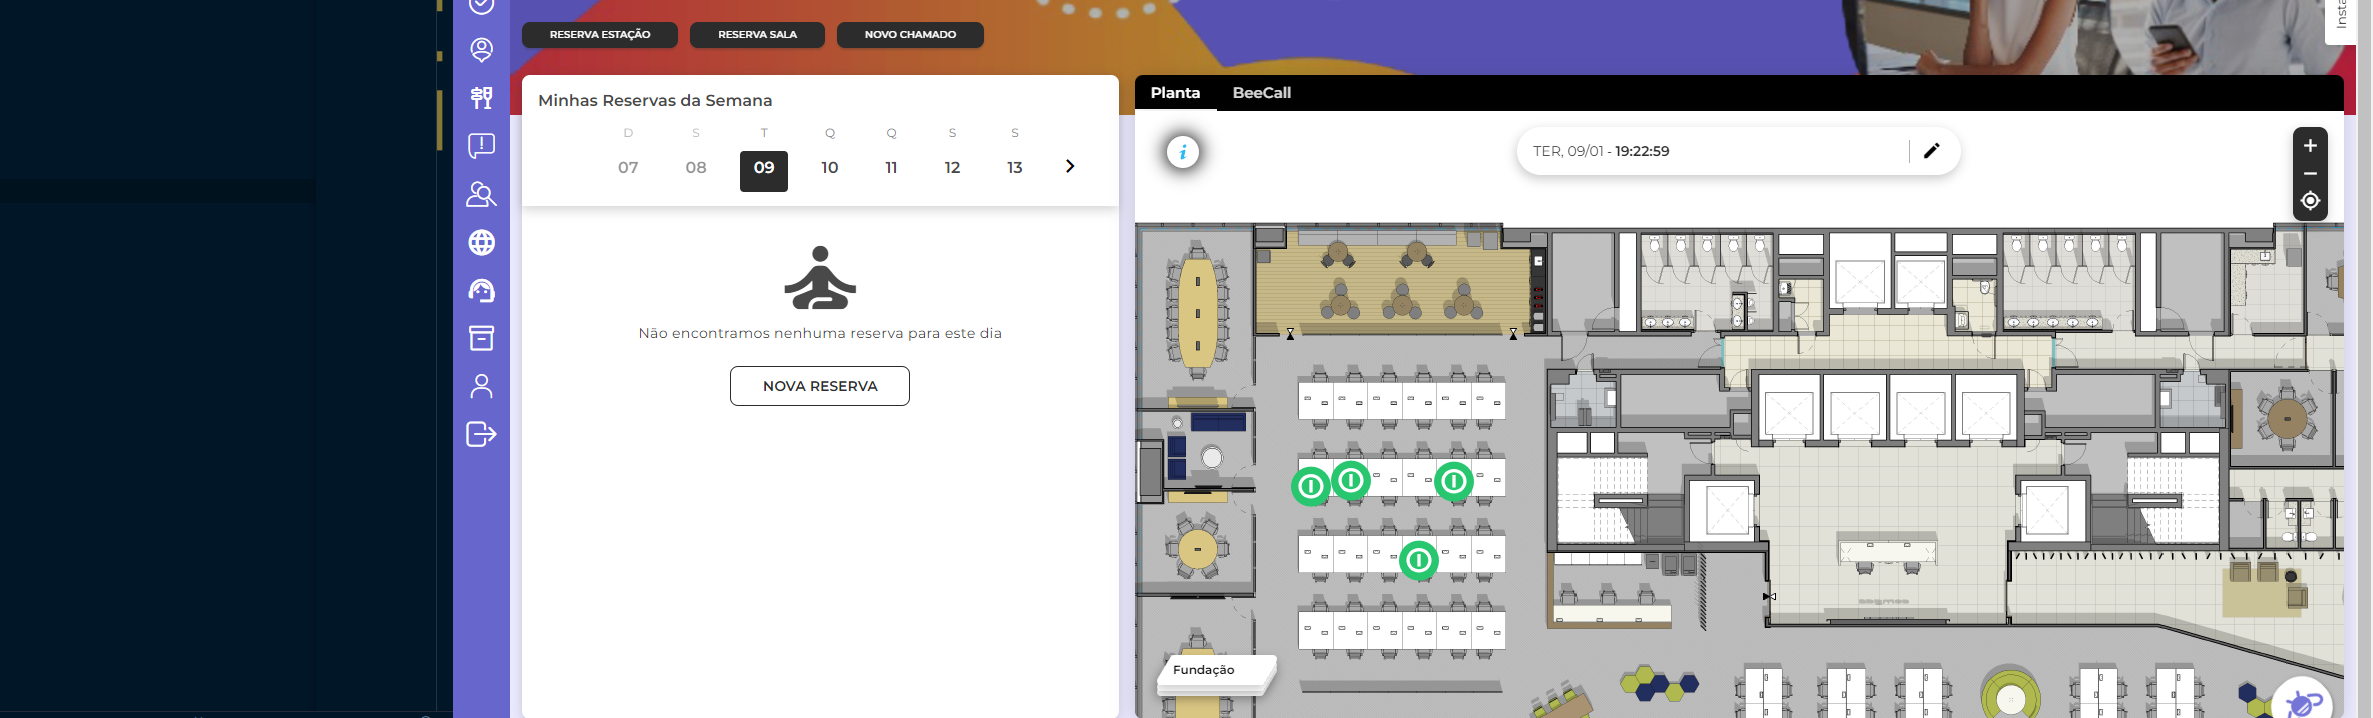 RESERVA ESTAÇÃO
RESERVA SALA
NOVO CHAMADO
Insta
Minhas Reservas da Semana
D S T Q Q S S
07 08 09 10 11 12 13
Não encontramos nenhuma reserva para este dia
NOVA RESERVA
Planta
BeeCall
i
TER, 09/01 - 19:22:59
+
−
Fundação